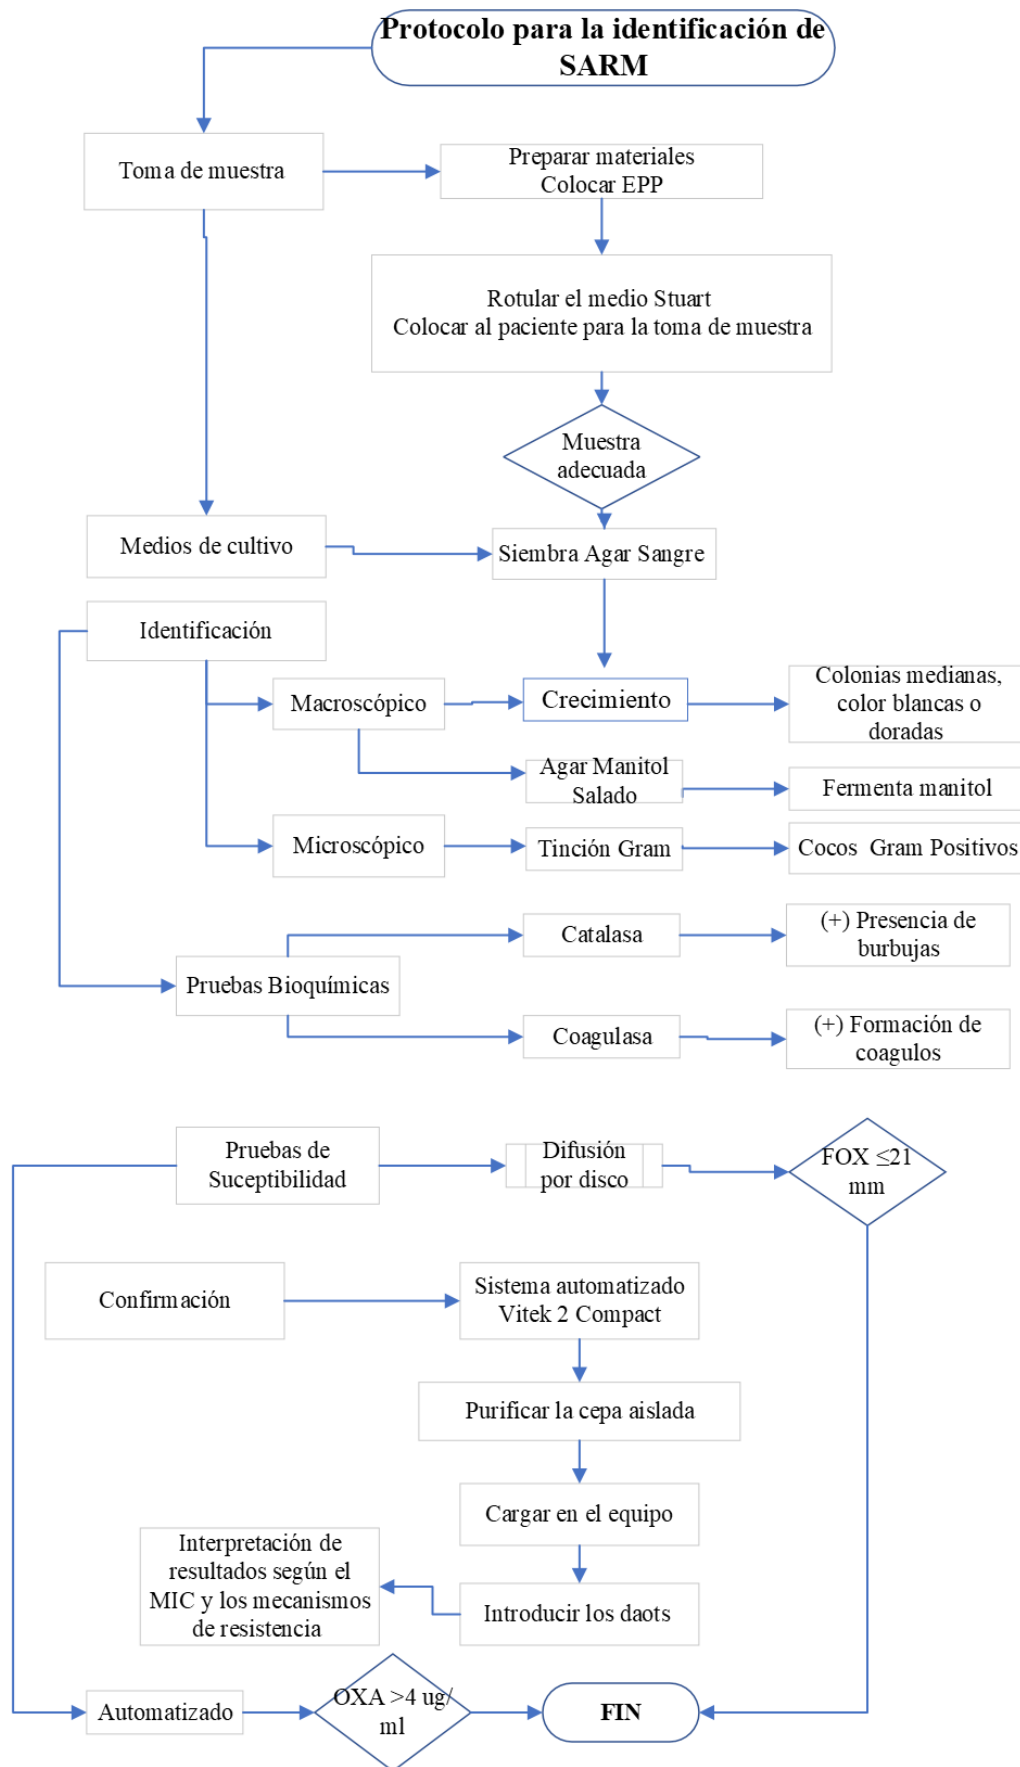 Protocolo para la identificación de
SARM
Toma de muestra
Preparar materiales
Colocar EPP
Rotular el medio Stuart
Colocar al paciente para la toma de muestra
Muestra
adecuada
Medios de cultivo
Siembra Agar Sangre
Identificación
Macroscópico
Crecimiento
Colonias medianas,
color blancas o
doradas
Agar Manitol
Salado
Fermenta manitol
Microscópico
Tinción Gram
Cocos Gram Positivos
Catalasa
(+) Presencia de
burbujas
Pruebas Bioquímicas
Coagulasa
(+) Formación de
coagulos
Pruebas de
Suceptibilidad
Difusión
por disco
FOX ≤21
mm
Confirmación
Sistema automatizado
Vitek 2 Compact
Purificar la cepa aislada
Cargar en el equipo
Interpretación de
resultados según el
MIC y los mecanismos
de resistencia
Introducir los daots
Automatizado
OXA >4 ug/
ml
FIN